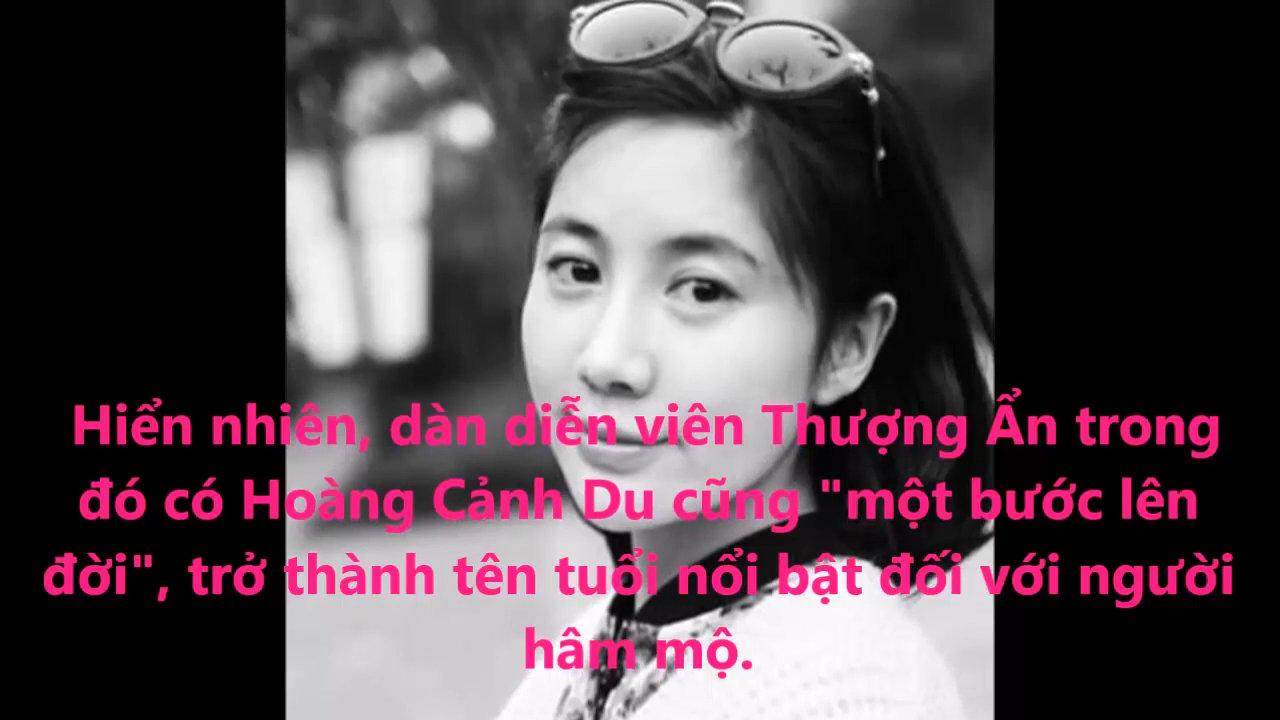 Hiển nhiên, dàn diễn viên Thượng Ẩn trong
đó có Hoàng Cảnh Du cũng "một bước lên
đời", trở thành tên tuổi nổi bật đối với người
hâm mộ.